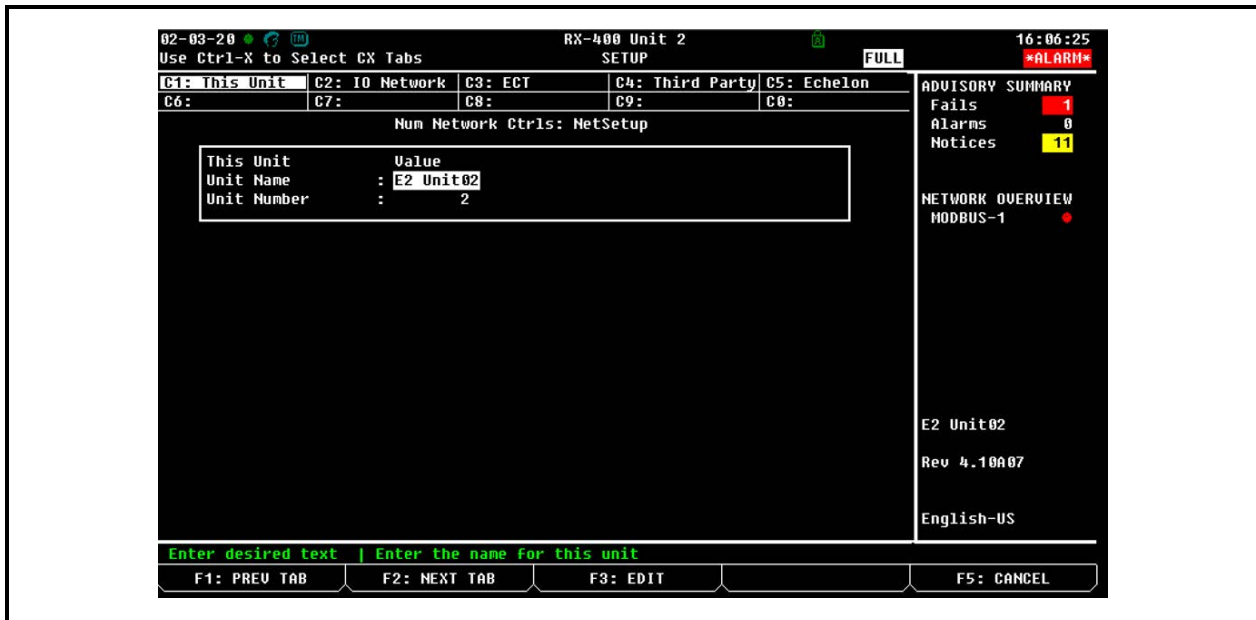 02-03-20 RX-400 Unit 2 16:06:25
Use Ctrl-X to Select CX Tabs SETUP FULL *ALARM*
C1: This Unit C2: IO Network C3: ECT C4: Third Party C5: Echelon
C6: C7: C8: C9: C0:
Num Network Ctrls: NetSetup
This Unit Value
Unit Name : E2 Unit02
Unit Number : 2
ADVISORY SUMMARY
Fails 1
Alarms 0
Notices 11
NETWORK OVERVIEW
MODBUS-1
E2 Unit02
Rev 4.10A07
English-US
Enter desired text | Enter the name for this unit
F1: PREV TAB F2: NEXT TAB F3: EDIT F5: CANCEL